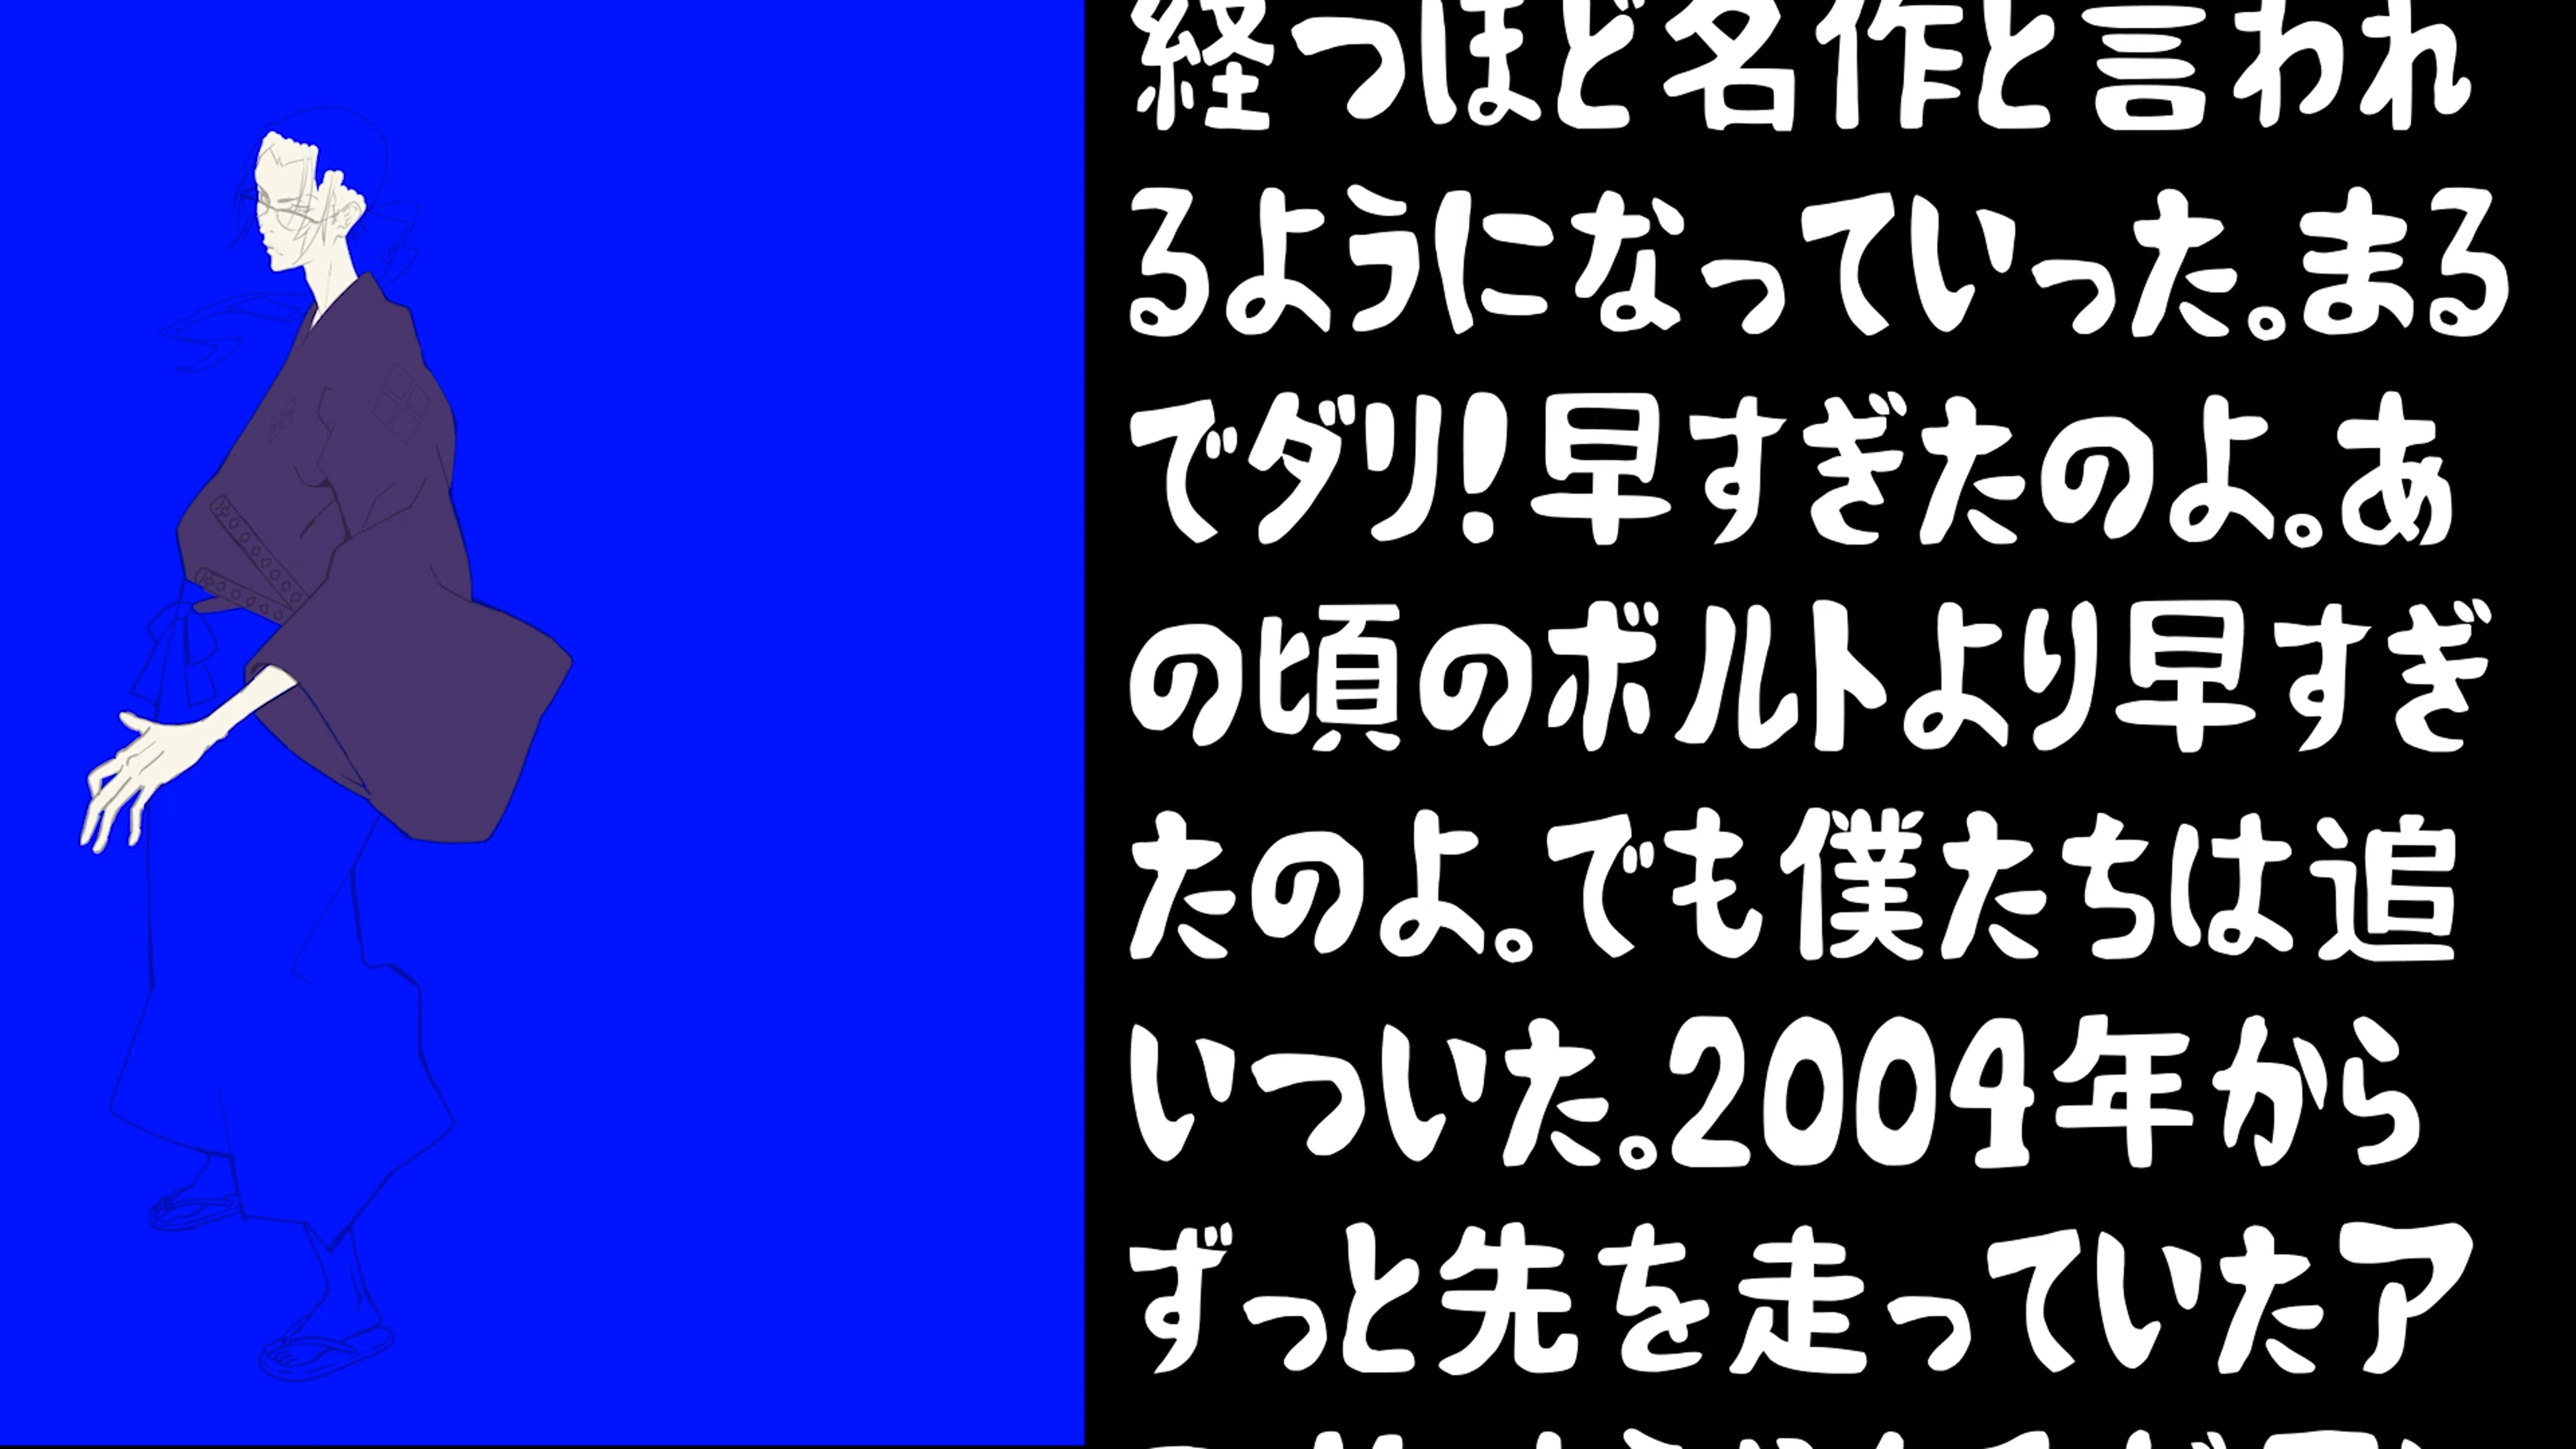 経つほど名作と言われ
るようになっていった。まる
でダリ!早すぎたのよ。あ
の頃のボルトより早すぎ
たのよ。でも僕たちは追
いついた。2004年から
ずっと先を走っていたア